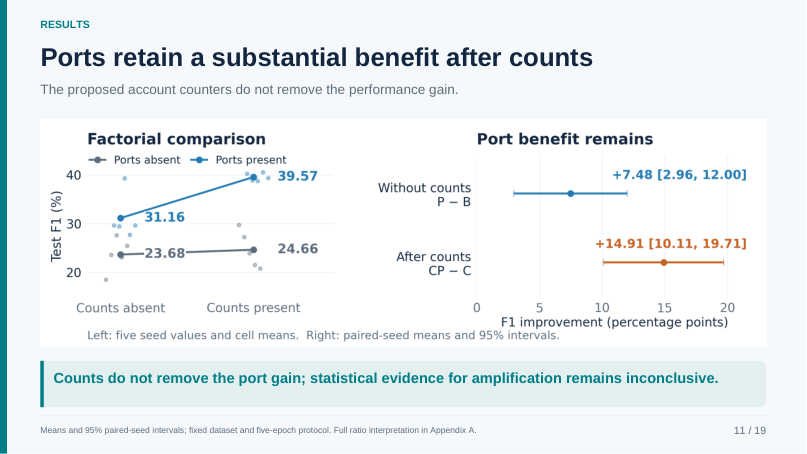 RESULTS
Ports retain a substantial benefit after counts
The proposed account counters do not remove the performance gain.
Factorial comparison
Ports absent
Ports present
Test F1 (%)
40
30
20
39.57
31.16
23.68
24.66
Counts absent
Counts present
Port benefit remains
Without counts
P − B
+7.48 [2.96, 12.00]
After counts
CP − C
+14.91 [10.11, 19.71]
0 5 10 15 20
F1 improvement (percentage points)
Left: five seed values and cell means. Right: paired-seed means and 95% intervals.
Counts do not remove the port gain; statistical evidence for amplification remains inconclusive.
Means and 95% paired-seed intervals; fixed dataset and five-epoch protocol. Full ratio interpretation in Appendix A.
11 / 19